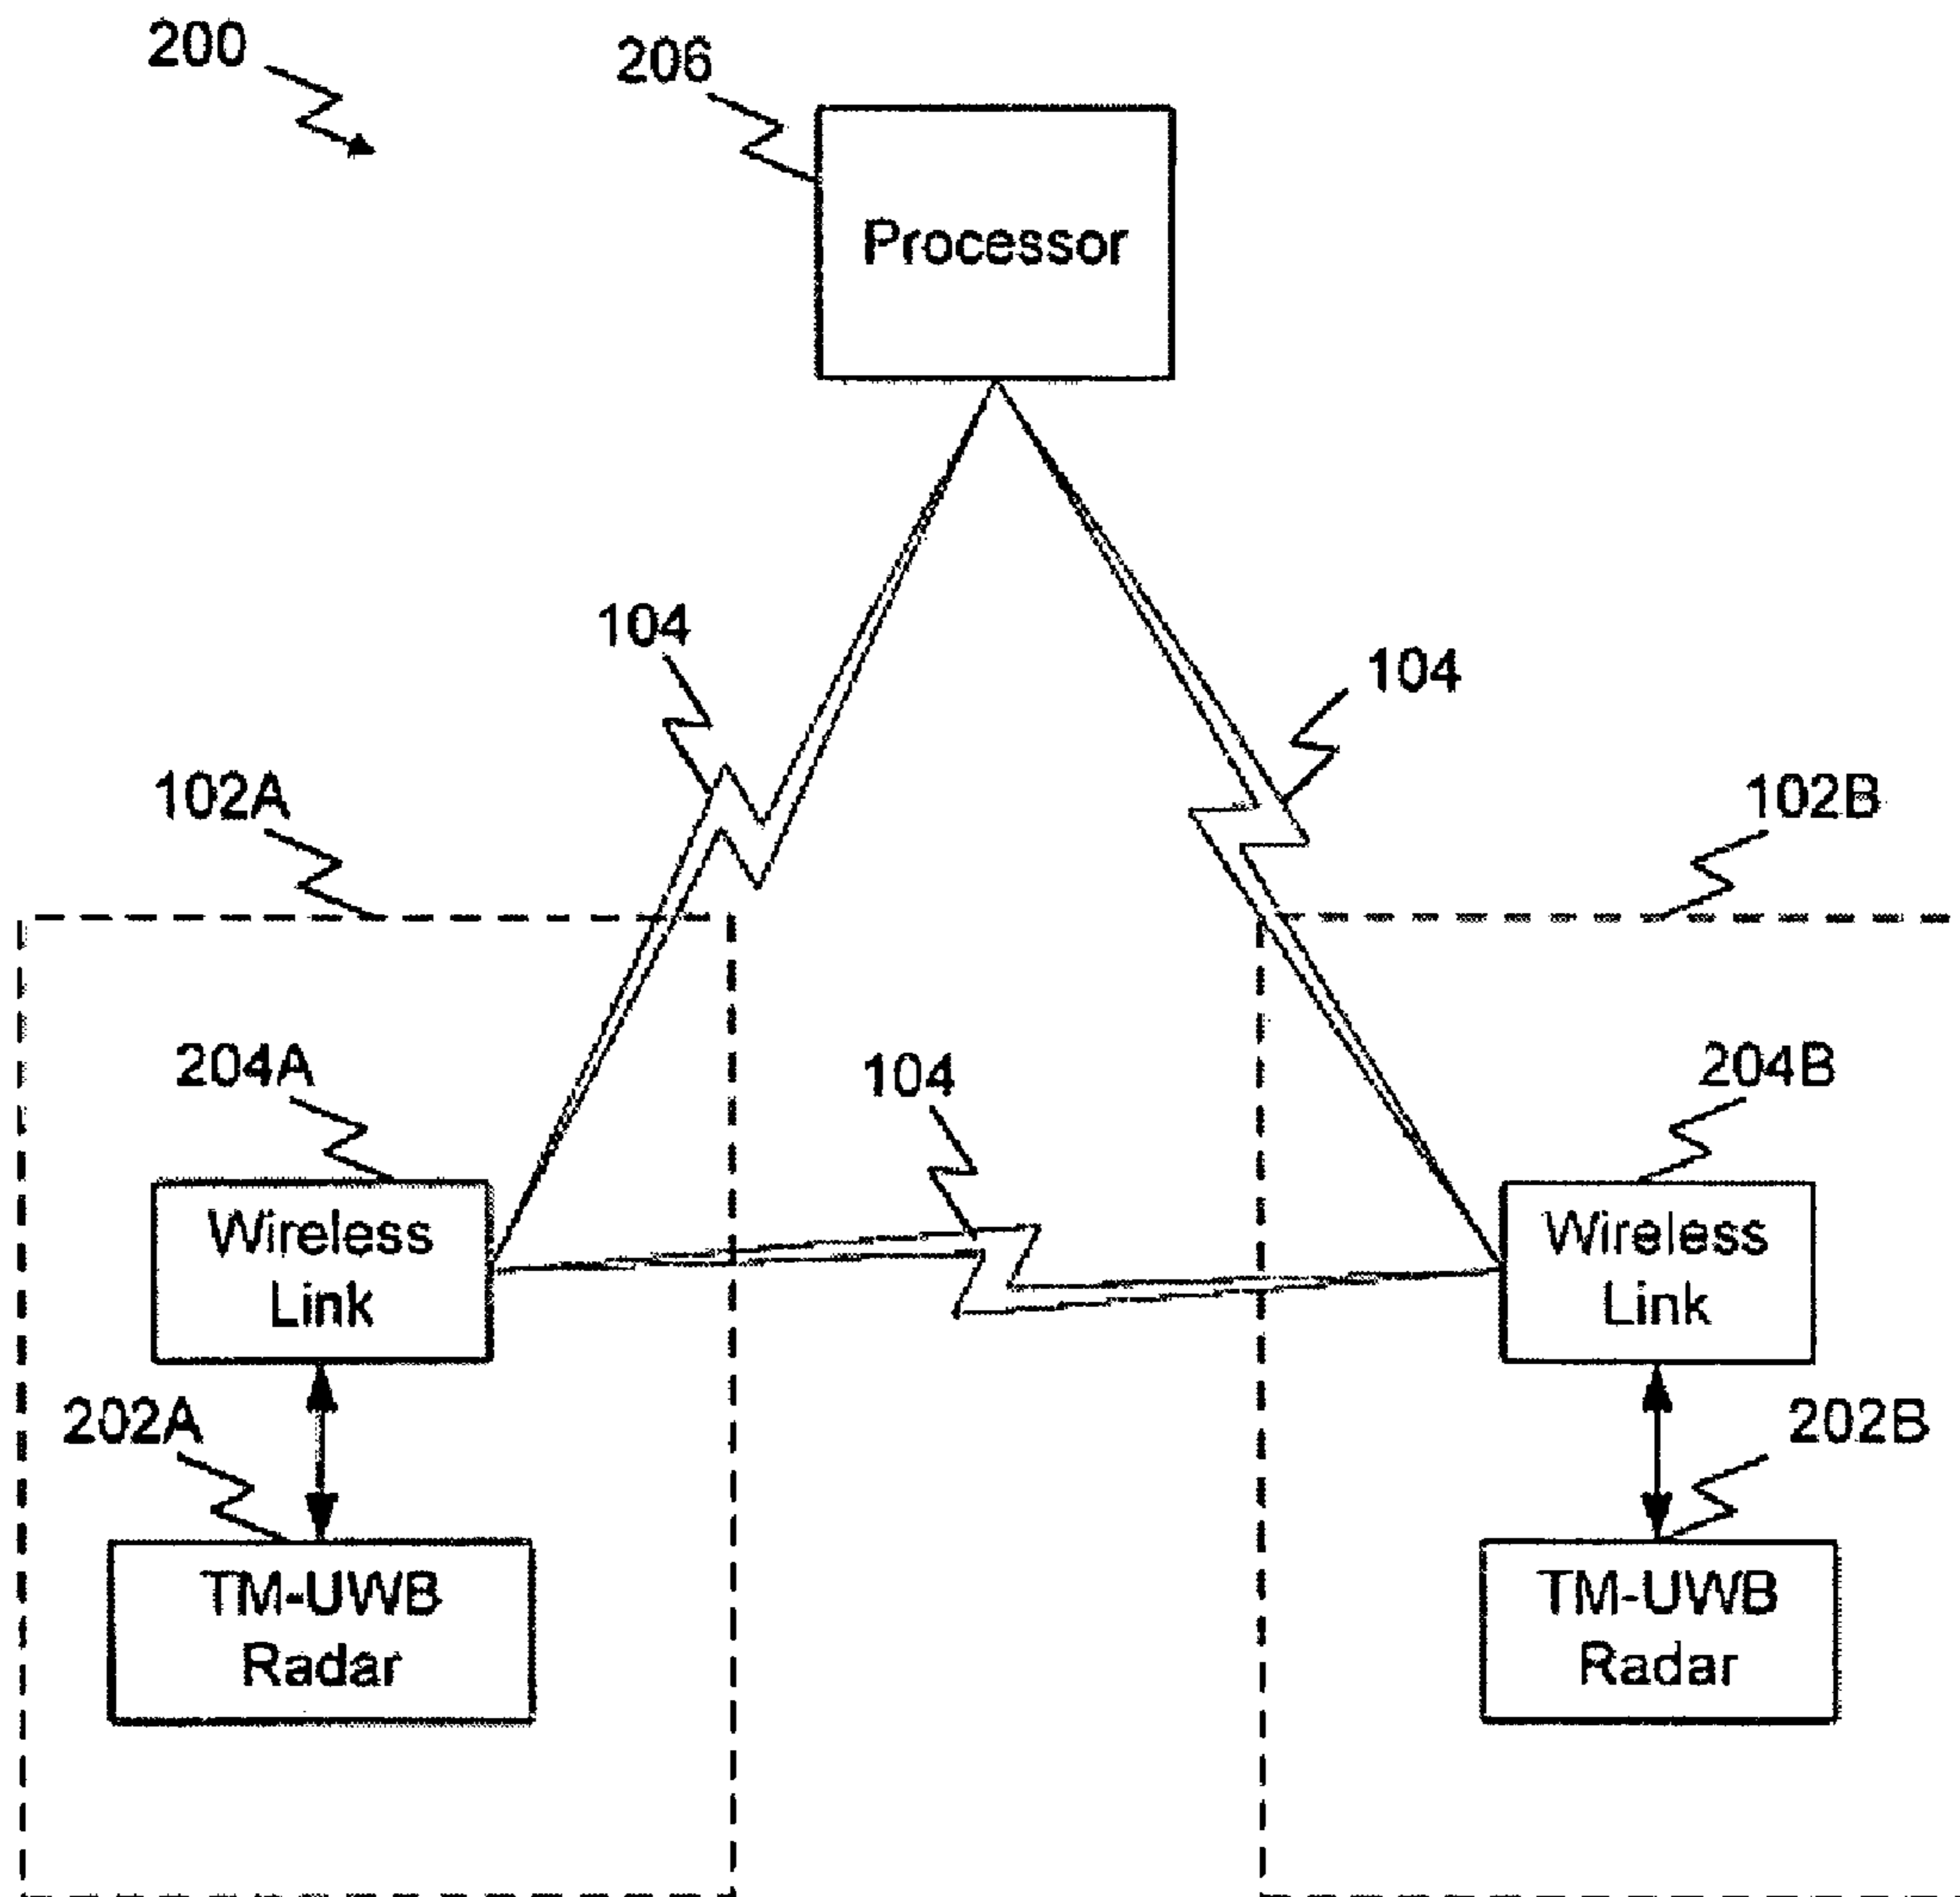 200
206
Processor
104
104
102A
102B
204A
104
204B
Wireless
Link
Wireless
Link
202A
202B
TM-UWB
Radar
TM-UWB
Radar